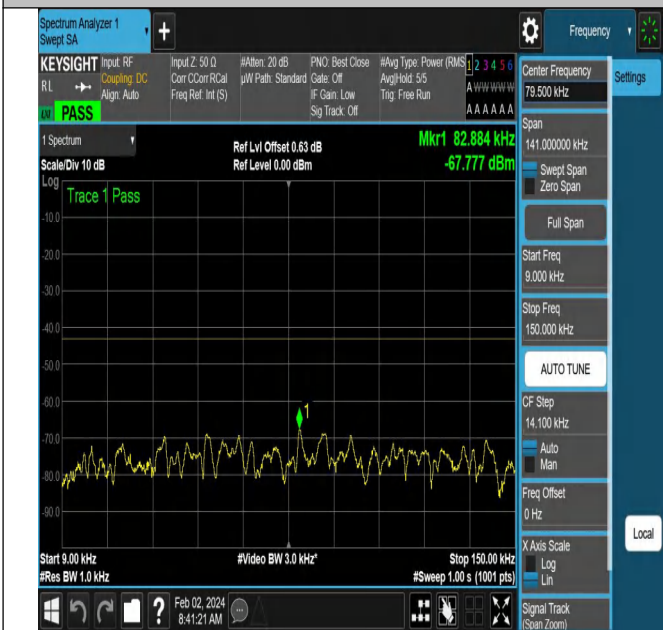 Spectrum Analyzer 1
Swept SA
+
Frequency
KEYSIGHT
RL
PASS
Input: RF
Coupling: DC
Align: Auto
Input Z: 50 Ω
Corr CCorr RCal
Freq Ref: Int (S)
#Atten: 20 dB
µW Path: Standard
PNO: Best Close
Gate: Off
IF Gain: Low
Sig Track: Off
#Avg Type: Power (RMS
Avg|Hold: 5/5
Trig: Free Run
1 2 3 4 5 6
A W W W W W
A A A A A A
1 Spectrum
Scale/Div 10 dB
Ref Lvl Offset 0.63 dB
Ref Level 0.00 dBm
Mkr1 82.884 kHz
-67.777 dBm
Log
Trace 1 Pass
-10.0
-20.0
-30.0
-40.0
-50.0
-60.0
-70.0
-80.0
-90.0
1
Start 9.00 kHz
#Res BW 1.0 kHz
#Video BW 3.0 kHz*
Stop 150.00 kHz
#Sweep 1.00 s (1001 pts)
?
Feb 02, 2024
8:41:21 AM
Center Frequency
79.500 kHz
Settings
Span
141.000000 kHz
Swept Span
Zero Span
Full Span
Start Freq
9.000 kHz
Stop Freq
150.000 kHz
AUTO TUNE
CF Step
14.100 kHz
Auto
Man
Freq Offset
0 Hz
X Axis Scale
Log
Lin
Local
Signal Track
(Span Zoom)